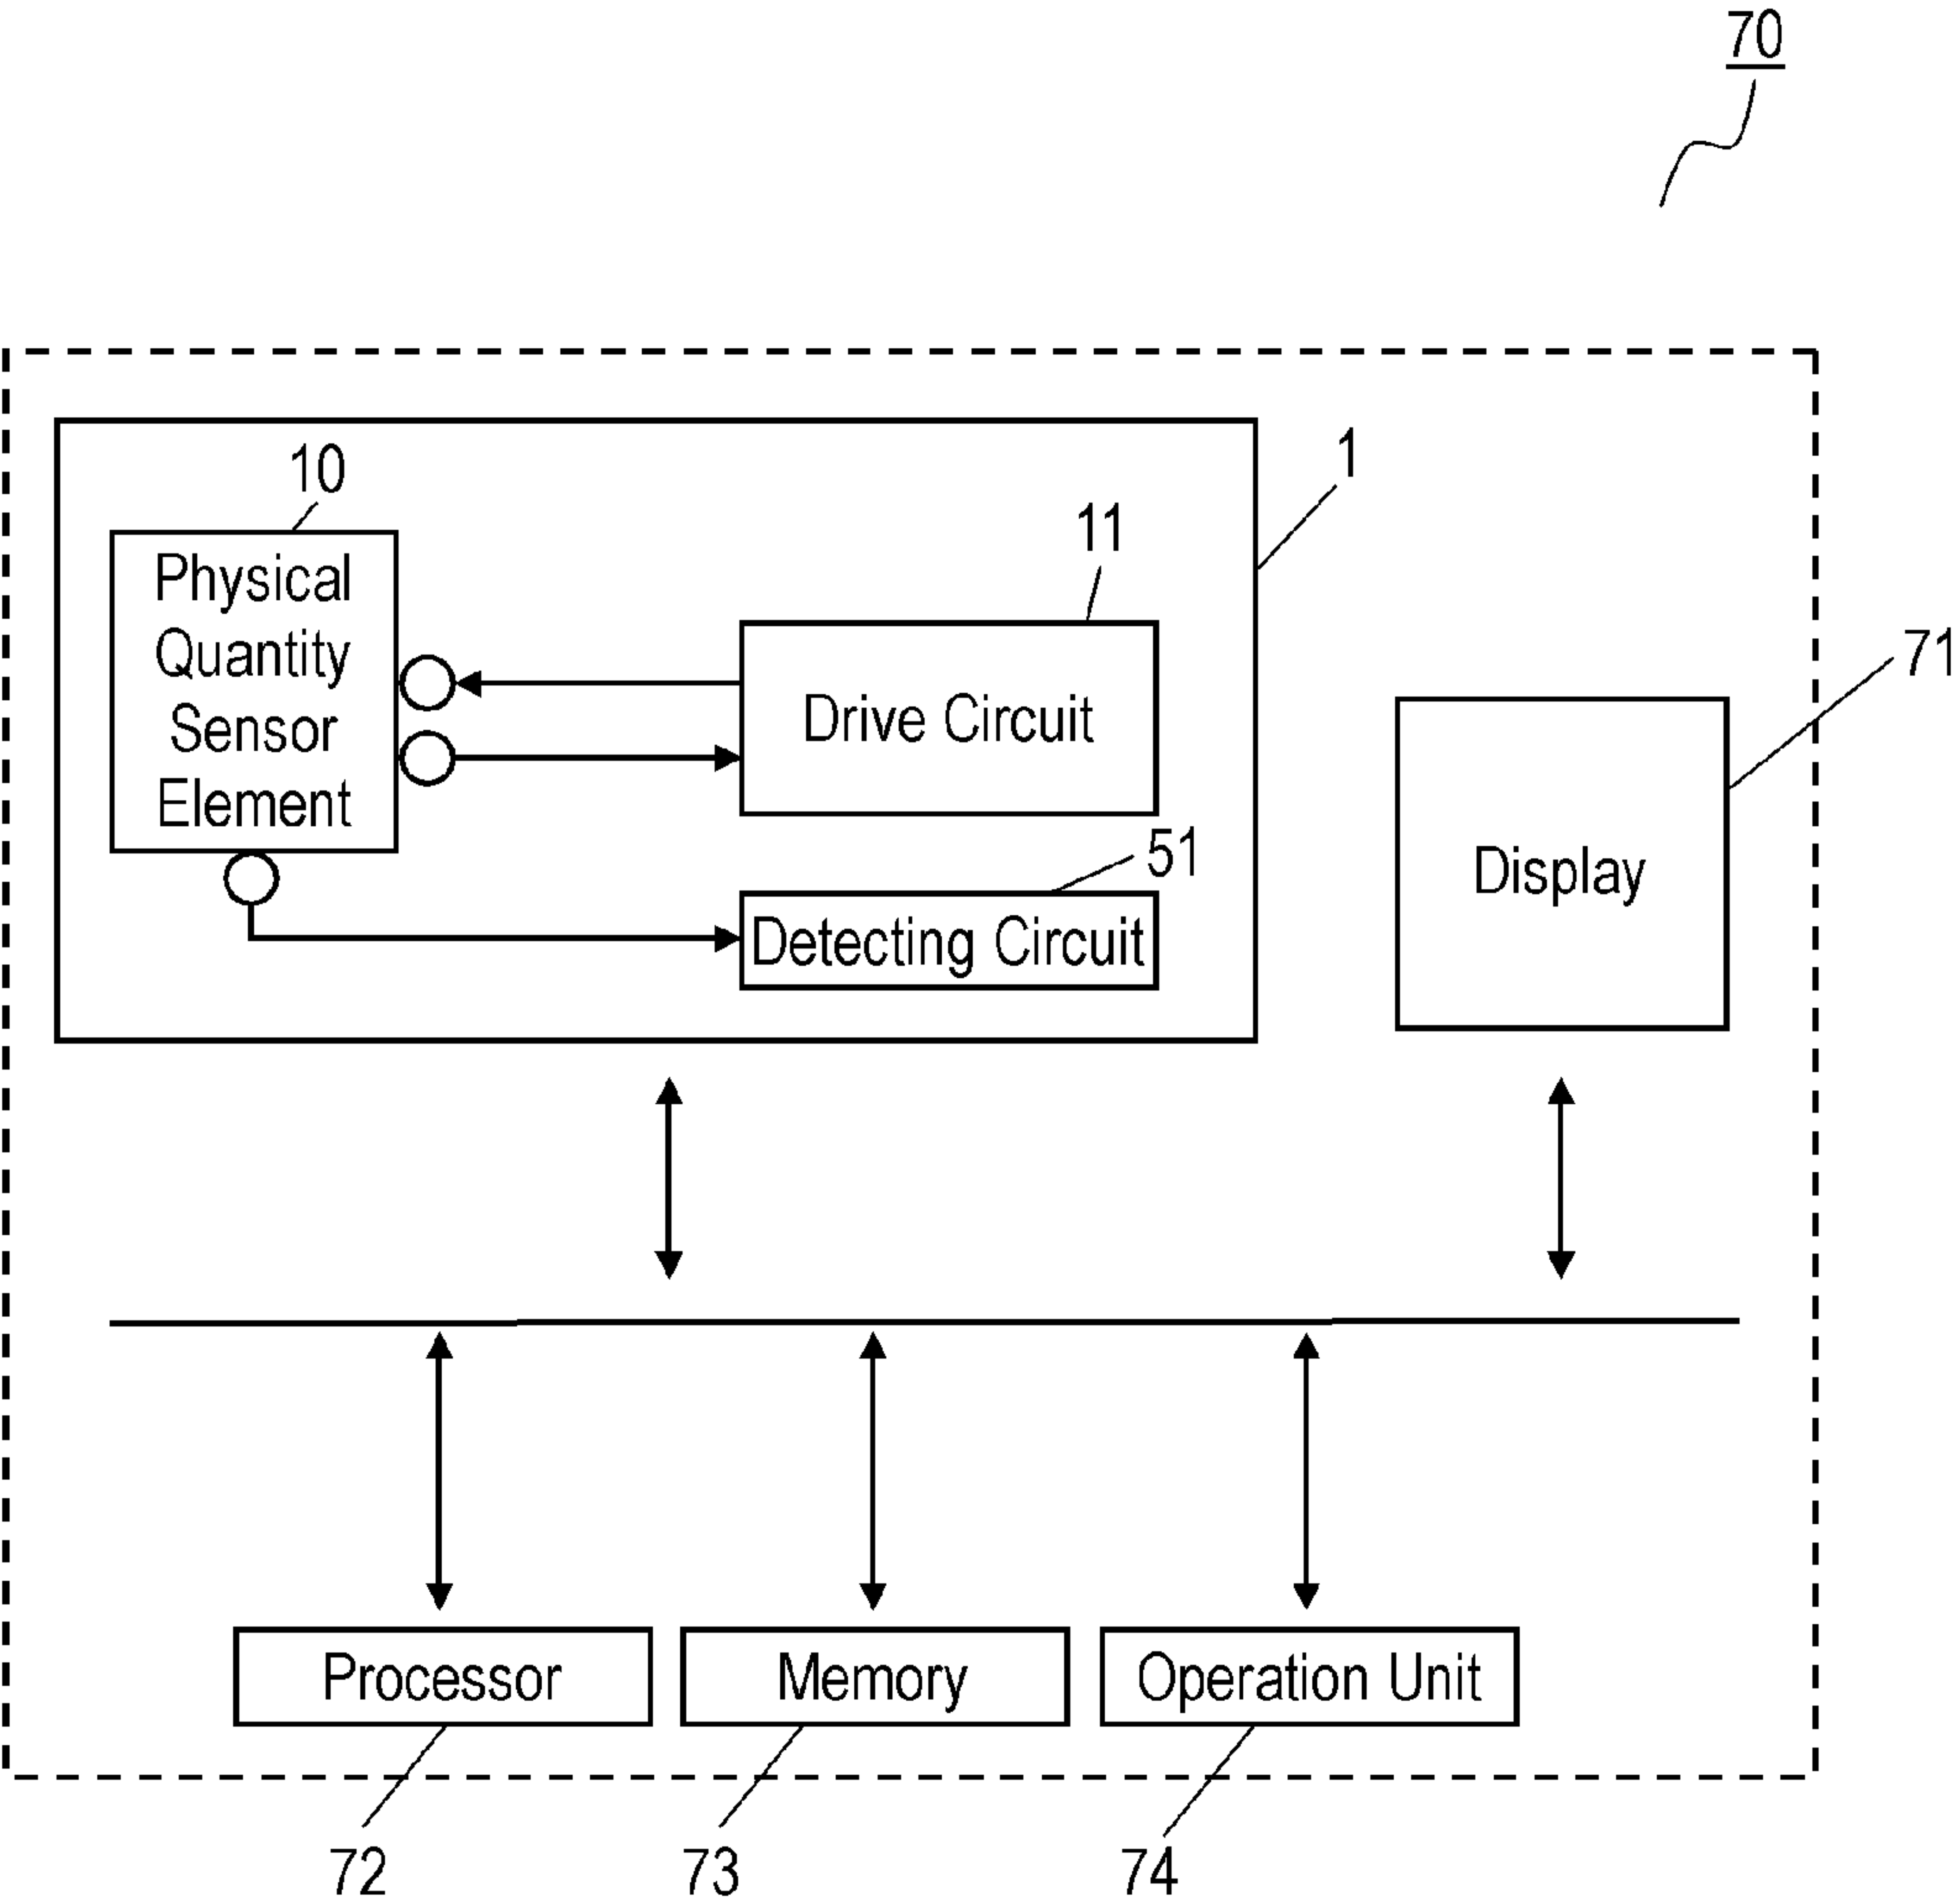 70
1
10
11
Physical
Quantity
Sensor
Element
Drive Circuit
71
51
Display
Detecting Circuit
Processor
Memory
Operation Unit
72
73
74